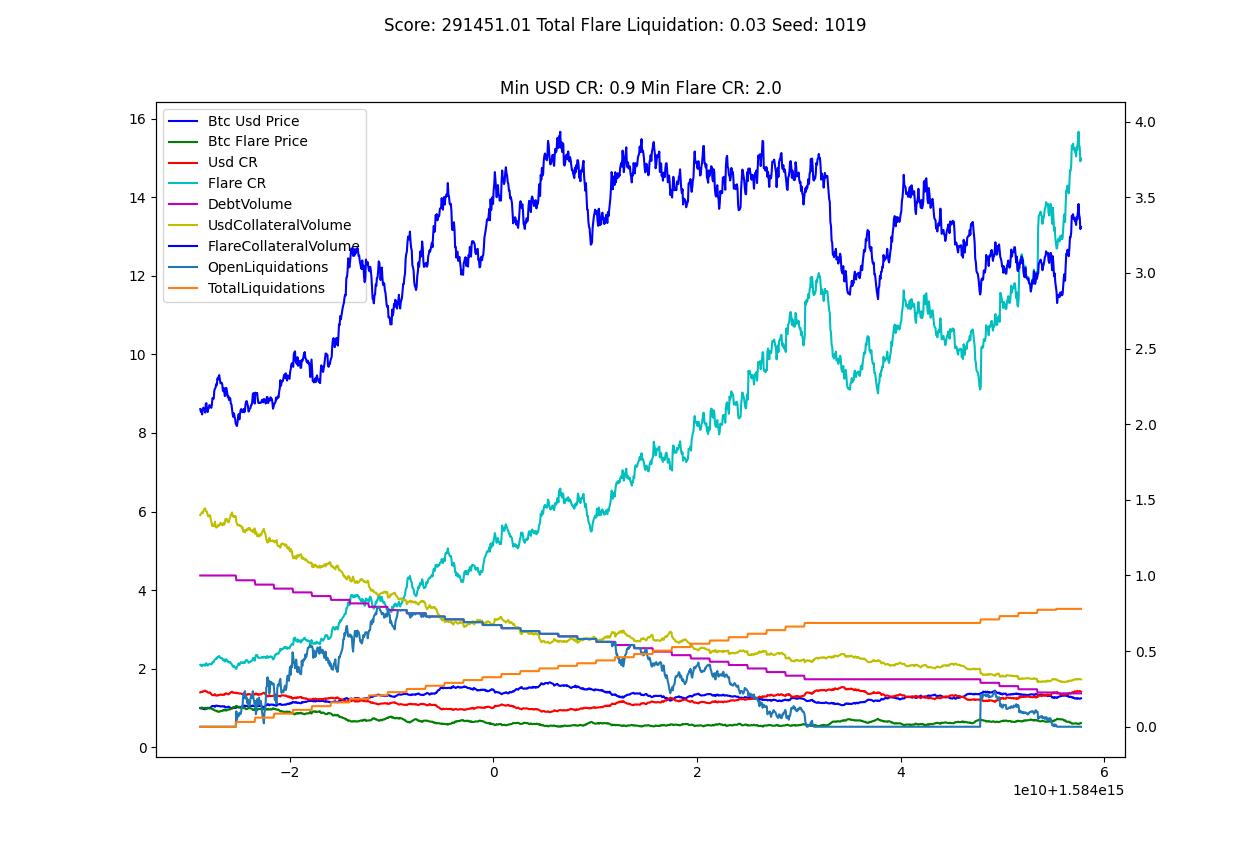 Score: 291451.01 Total Flare Liquidation: 0.03 Seed: 1019
Min USD CR: 0.9 Min Flare CR: 2.0
Btc Usd Price
Btc Flare Price
Usd CR
Flare CR
DebtVolume
UsdCollateralVolume
FlareCollateralVolume
OpenLiquidations
TotalLiquidations
16
14
12
10
8
6
4
2
0
4.0
3.5
3.0
2.5
2.0
1.5
1.0
0.5
0.0
−2 0 2 4 6
1e10+1.584e15